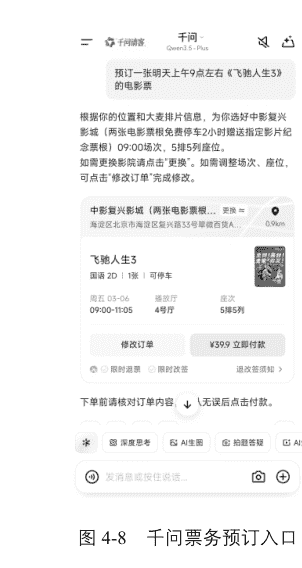 千问请客
千问
Qwen3.5-Plus
预订一张明天上午9点左右《飞驰人生3》
的电影票
根据你的位置和大麦排片信息，为你选好中影复兴
影城（两张电影票根免费停车2小时赠送指定影片纪
念票根）09:00场次，5排5列座位。
如需更换影院请点击"更换"。如需调整场次、座位，
可点击"修改订单"完成修改。
中影复兴影城（两张电影票根... 更换
海淀区北京市海淀区复兴路33号翠微百货A... 0.9km
飞驰人生3
国语 2D | 1张 | 可停车
周五 03-06 播放厅 座次
09:00-11:05 4号厅 5排5列
修改订单 ¥39.9 立即付款
限时退票 限时改签 退改签须知 >
下单前请核对订单内容 人无误后点击付款。
深度思考 AI生图 拍题答疑 AI
发消息或按住说话...
图 4-8 千问票务预订入口